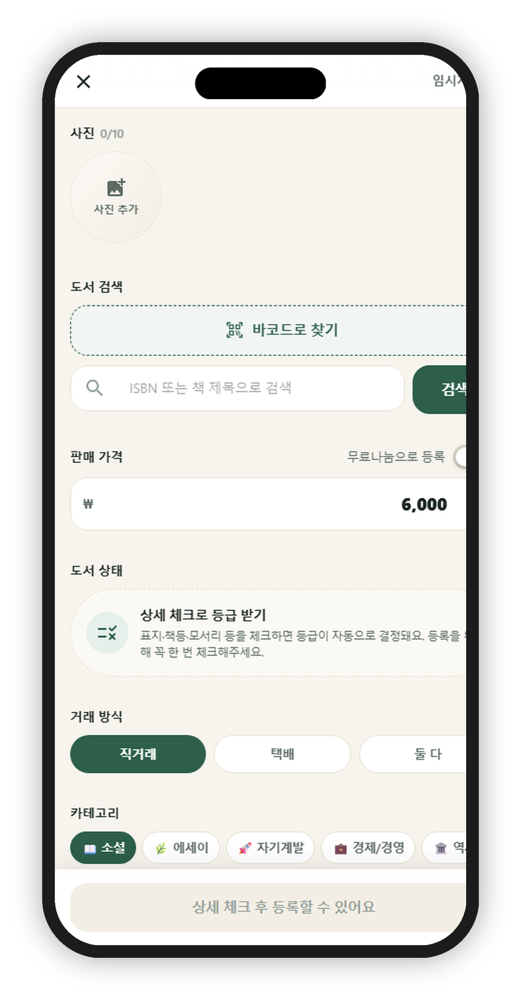 임시
사진 0/10
사진 추가
도서 검색
바코드로 찾기
ISBN 또는 책 제목으로 검색
검색
판매 가격
무료나눔으로 등록
₩
6,000
도서 상태
상세 체크로 등급 받기
표지·책등·모서리 등을 체크하면 등급이 자동으로 결정돼요. 등록을
해 꼭 한 번 체크해주세요.
거래 방식
직거래
택배
둘 다
카테고리
소설
에세이
자기계발
경제/경영
역
상세 체크 후 등록할 수 있어요